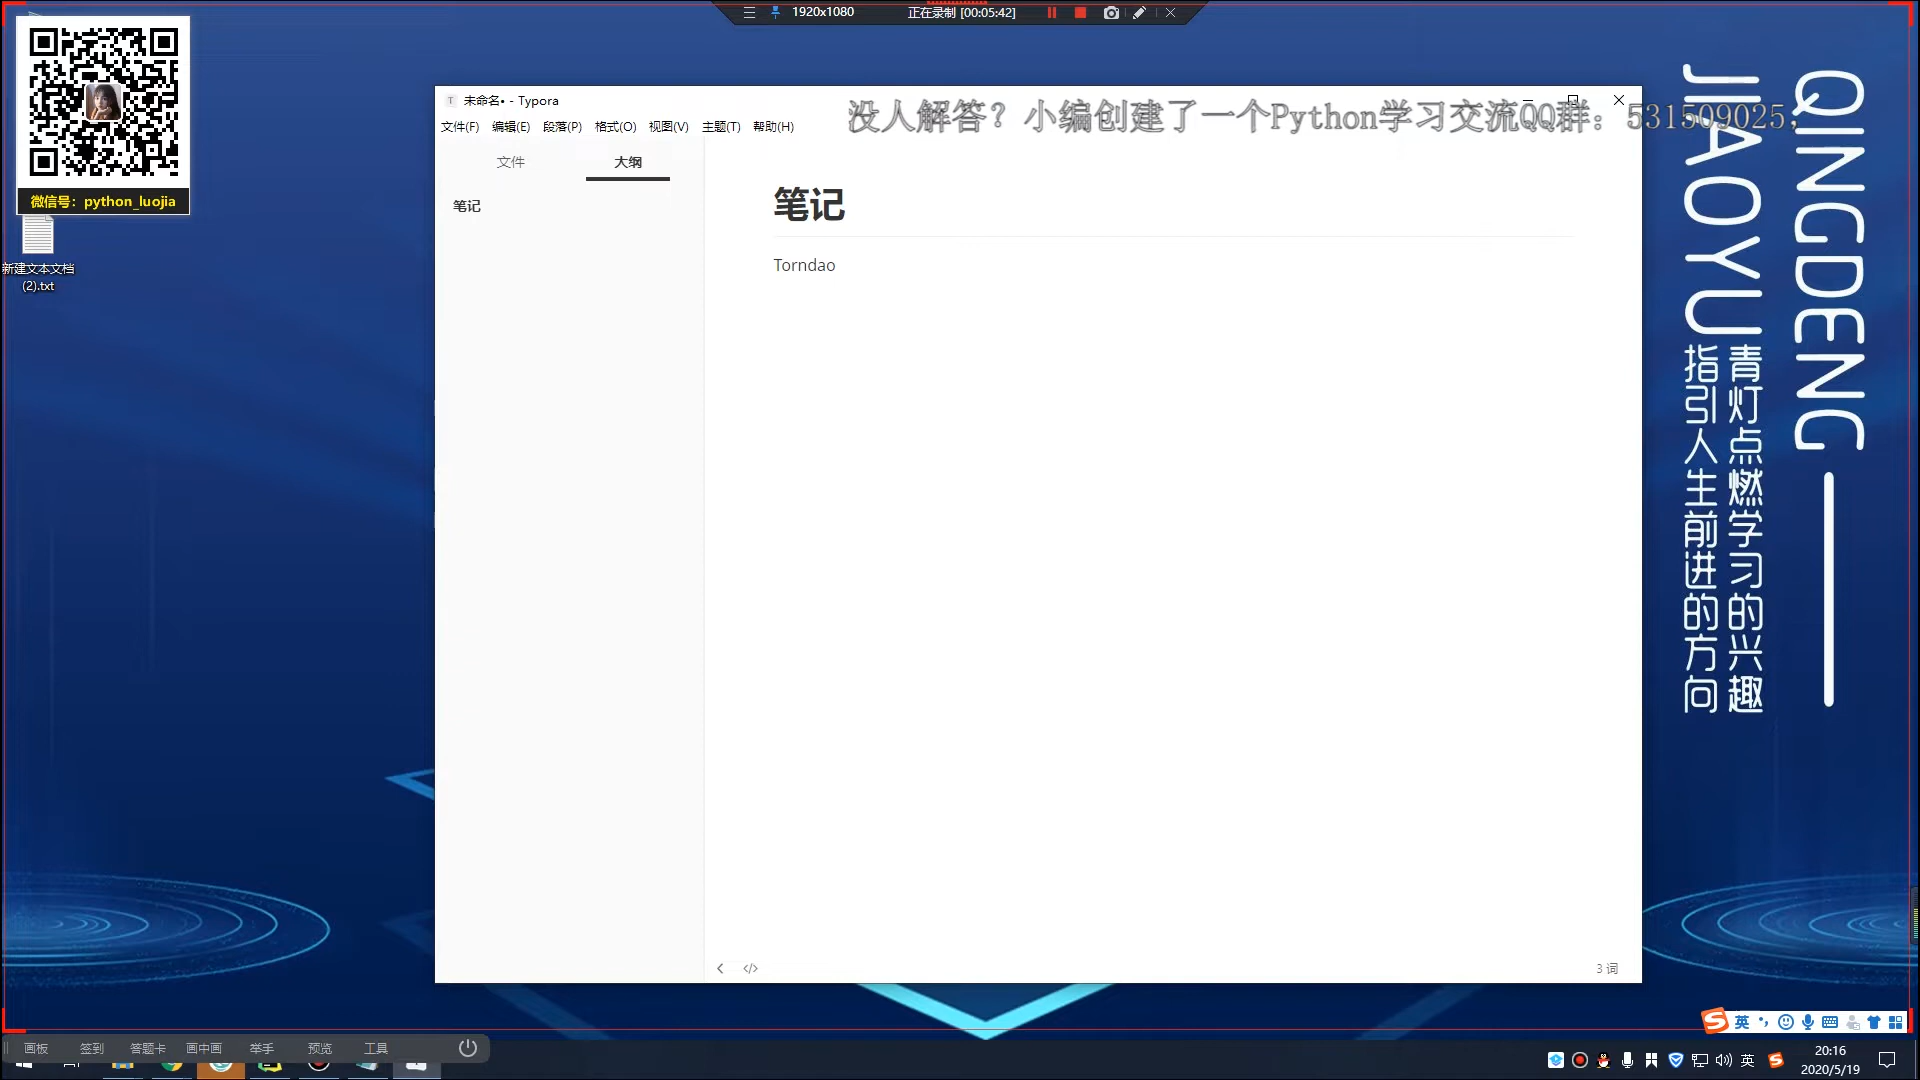 1920x1080 正在录制 [00:05:42]
微信号：python_luojia
新建文本文档
(2).txt
未命名• - Typora
文件(F) 编辑(E) 段落(P) 格式(O) 视图(V) 主题(T) 帮助(H)
没人解答？小编创建了一个Python学习交流QQ群：531509025，
文件 大纲
笔记
笔记
Torndao
3 词
QINGDENG
JIAOYU
青灯点燃学习的兴趣
指引人生前进的方向
英
画板 签到 答题卡 画中画 举手 预览 工具
英
20:16
2020/5/19